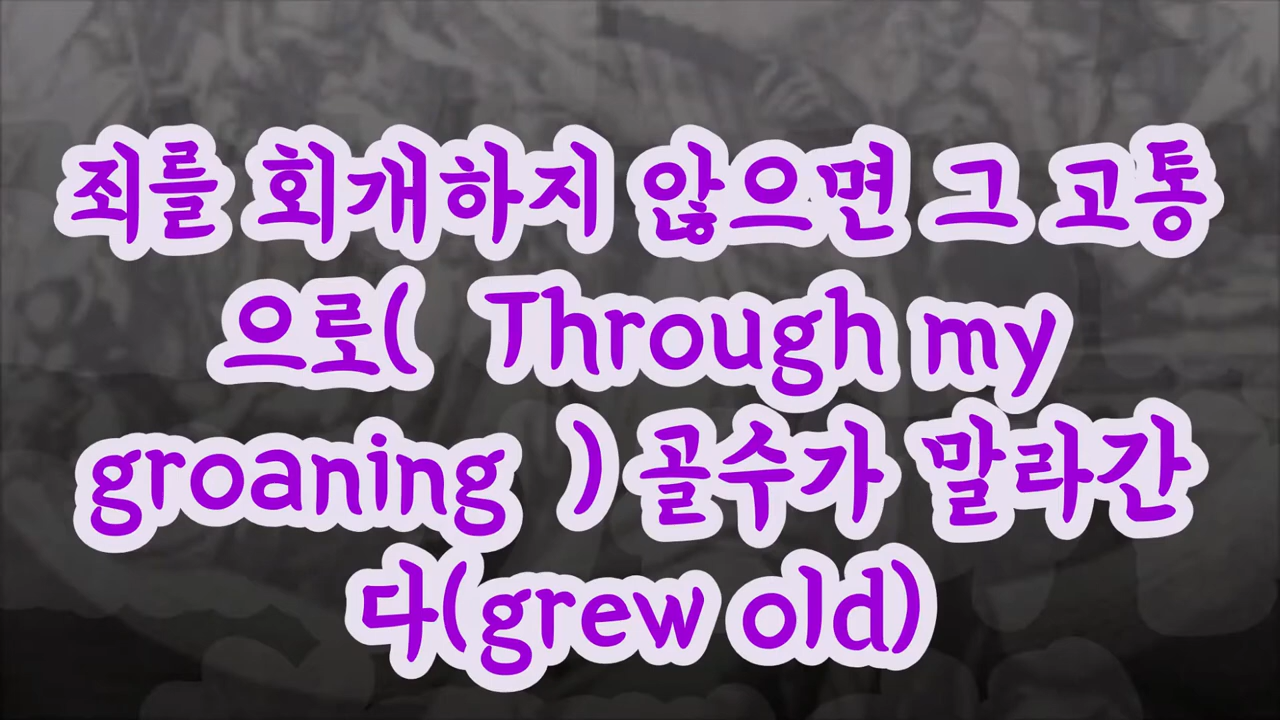 죄를 회개하지 않으면 그 고통
으로(  Through my
groaning  ) 골수가 말라간
다(grew old)